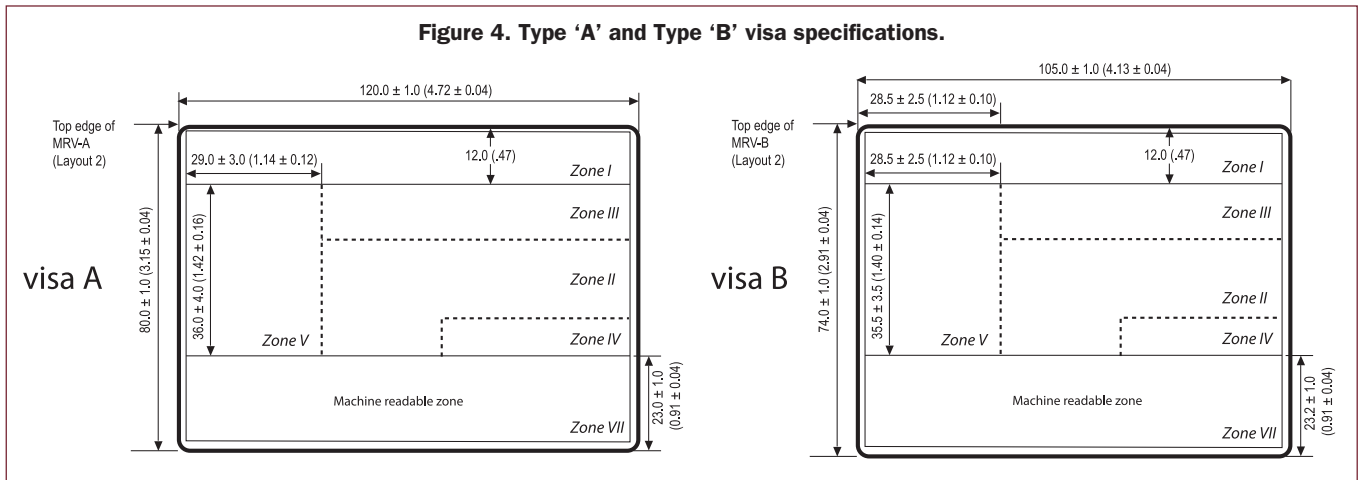 Figure 4. Type ‘A’ and Type ‘B’ visa specifications.
visa A
120.0 ± 1.0 (4.72 ± 0.04)
Top edge of
MRV-A
(Layout 2)
29.0 ± 3.0 (1.14 ± 0.12)
12.0 (.47)
Zone I
80.0 ± 1.0 (3.15 ± 0.04)
36.0 ± 4.0 (1.42 ± 0.16)
Zone III
Zone II
Zone V
Zone IV
Machine readable zone
23.0 ± 1.0
(0.91 ± 0.04)
Zone VII
visa B
105.0 ± 1.0 (4.13 ± 0.04)
28.5 ± 2.5 (1.12 ± 0.10)
Top edge of
MRV-B
(Layout 2)
28.5 ± 2.5 (1.12 ± 0.10)
12.0 (.47)
Zone I
74.0 ± 1.0 (2.91 ± 0.04)
35.5 ± 3.5 (1.40 ± 0.14)
Zone III
Zone II
Zone V
Zone IV
Machine readable zone
23.2 ± 1.0
(0.91 ± 0.04)
Zone VII